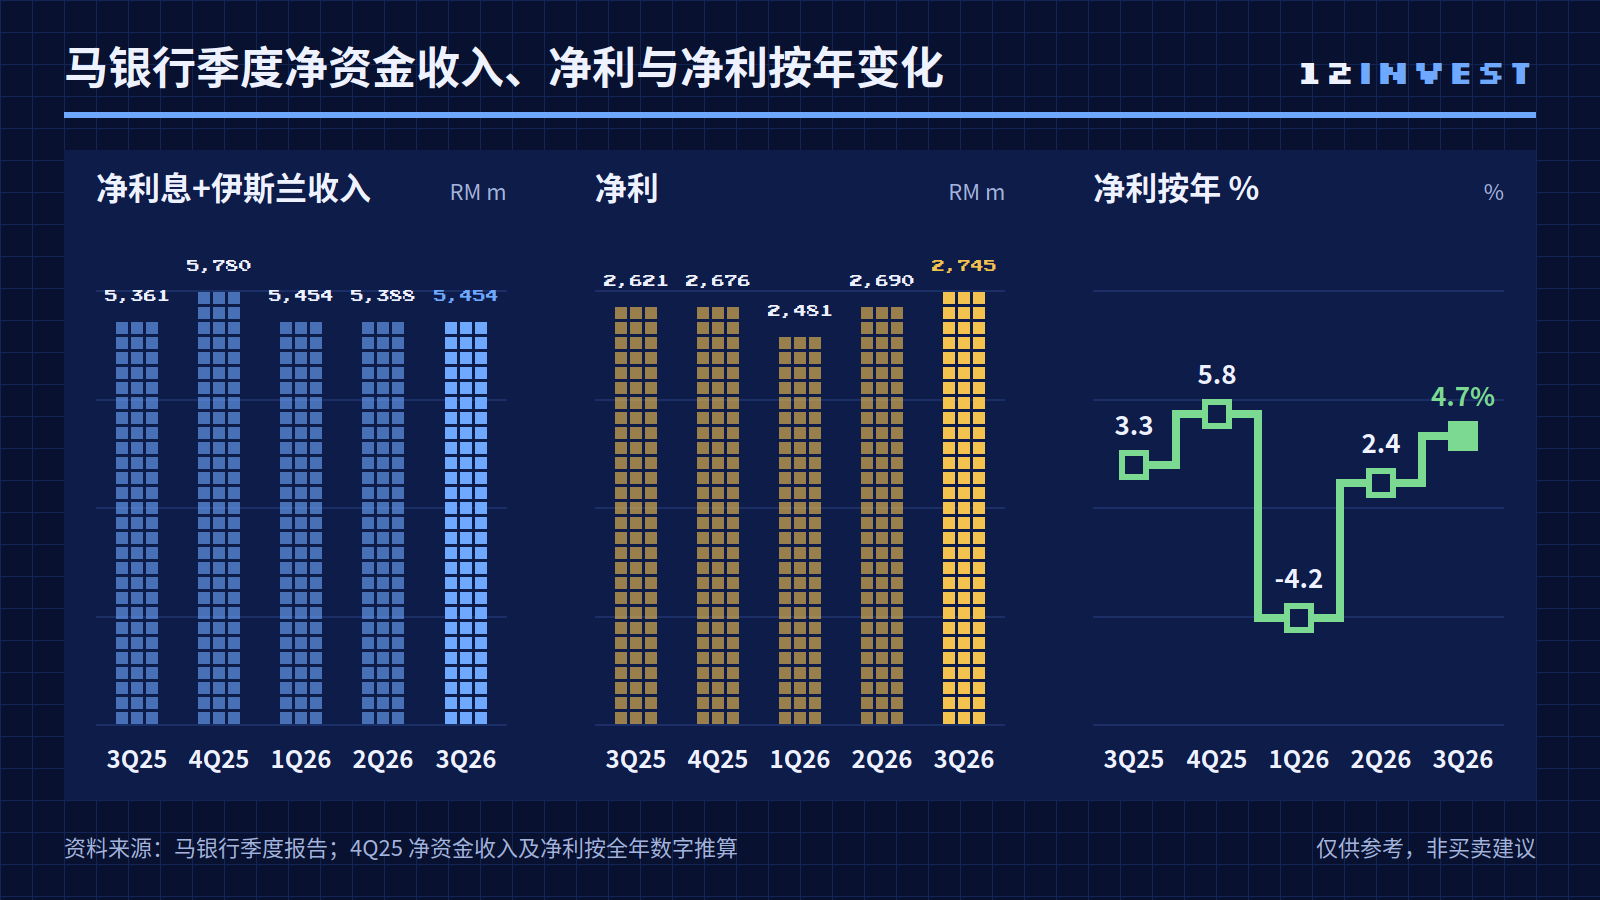 马银行季度净资金收入、净利与净利按年变化
12INVEST
净利息+伊斯兰收入 RM m
5,361 5,780 5,454 5,388 5,454
3Q25 4Q25 1Q26 2Q26 3Q26
净利 RM m
2,621 2,676 2,481 2,690 2,745
3Q25 4Q25 1Q26 2Q26 3Q26
净利按年 % %
3.3 5.8 -4.2 2.4 4.7%
3Q25 4Q25 1Q26 2Q26 3Q26
资料来源：马银行季度报告；4Q25 净资金收入及净利按全年数字推算
仅供参考，非买卖建议